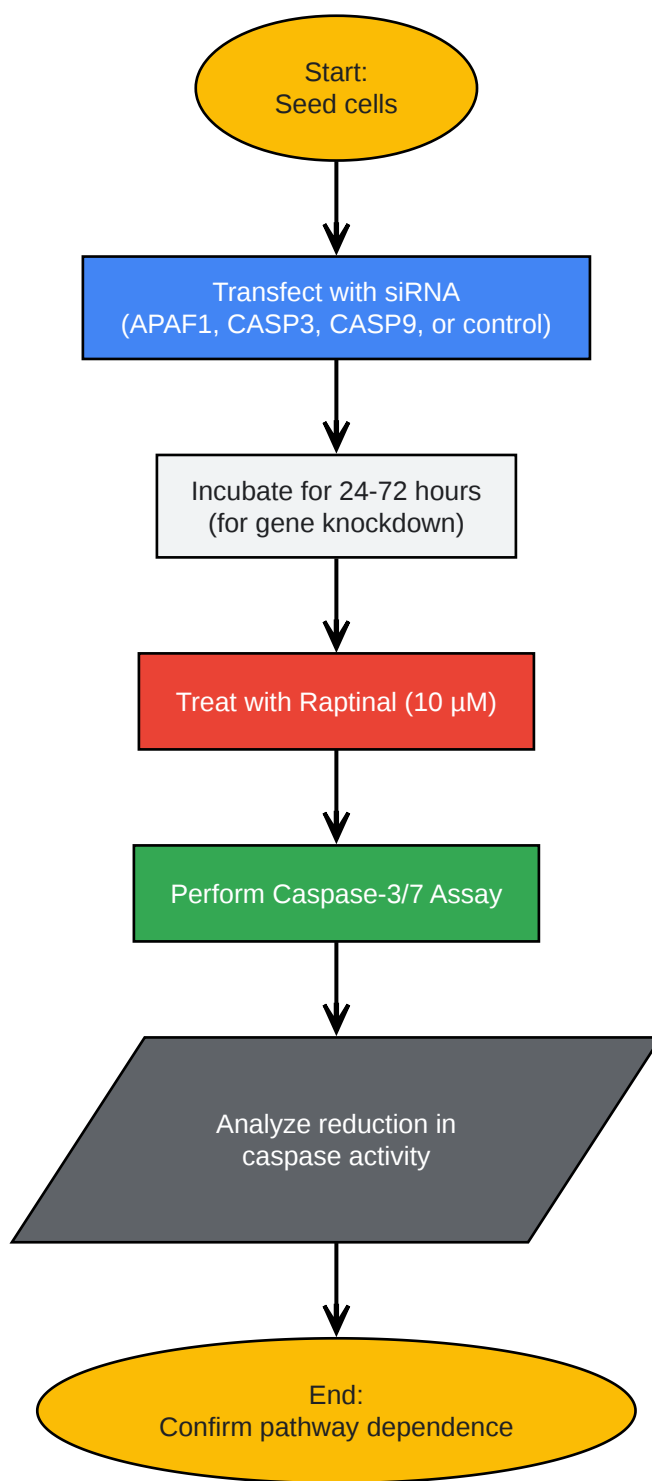 Start:
Seed cells
Transfect with siRNA
(APAF1, CASP3, CASP9, or control)
Incubate for 24-72 hours
(for gene knockdown)
Treat with Raptinal (10 µM)
Perform Caspase-3/7 Assay
Analyze reduction in
caspase activity
End:
Confirm pathway dependence